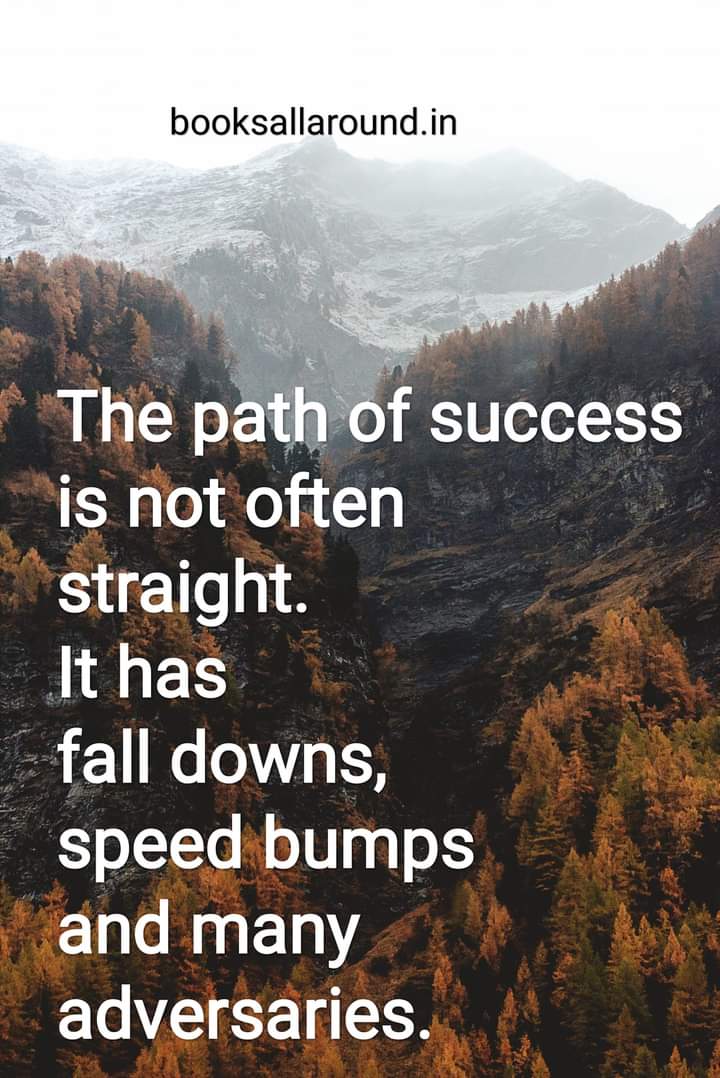 booksallaround.in
The path of success
is not often
straight.
It has
fall downs,
speed bumps
and many
adversaries.